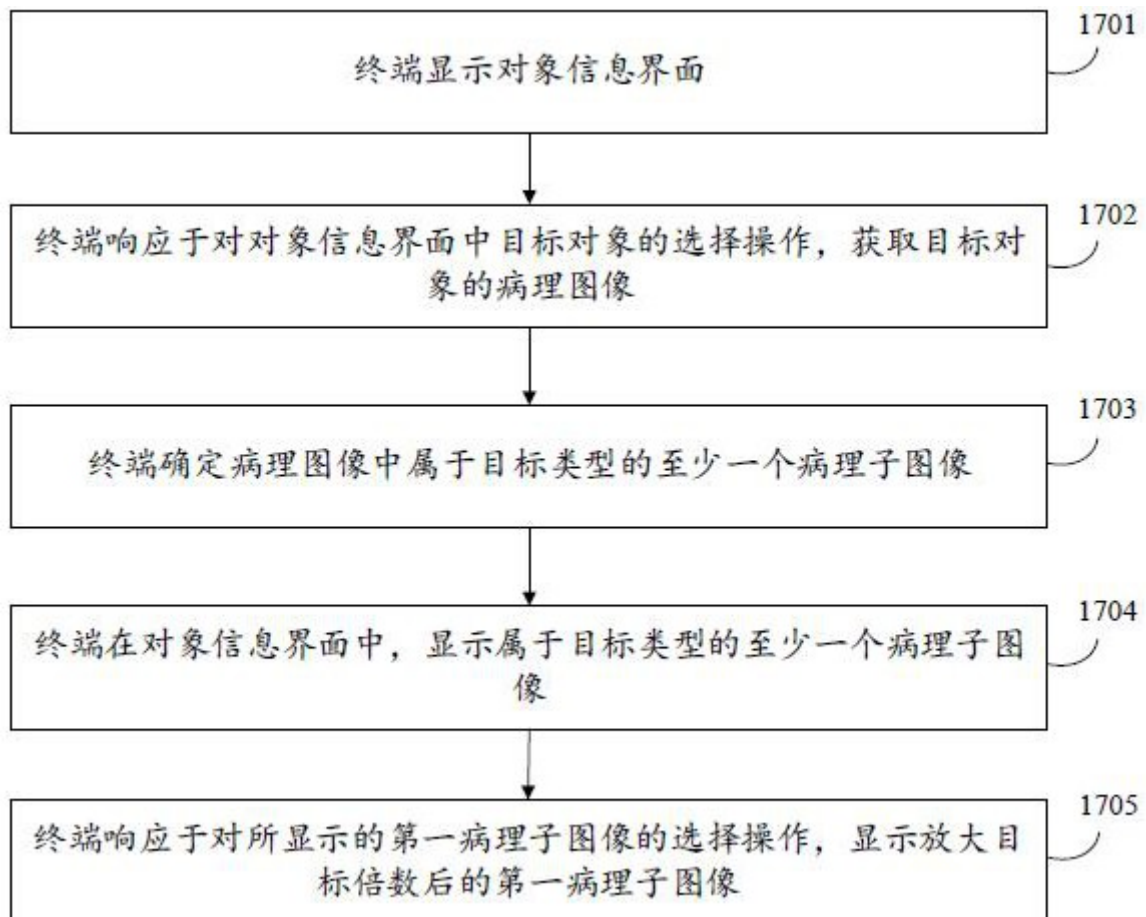 1701
终端显示对象信息界面
1702
终端响应于对对象信息界面中目标对象的选择操作，获取目标对
象的病理图像
1703
终端确定病理图像中属于目标类型的至少一个病理子图像
1704
终端在对象信息界面中，显示属于目标类型的至少一个病理子图
像
1705
终端响应于对所显示的第一病理子图像的选择操作，显示放大目
标倍数后的第一病理子图像